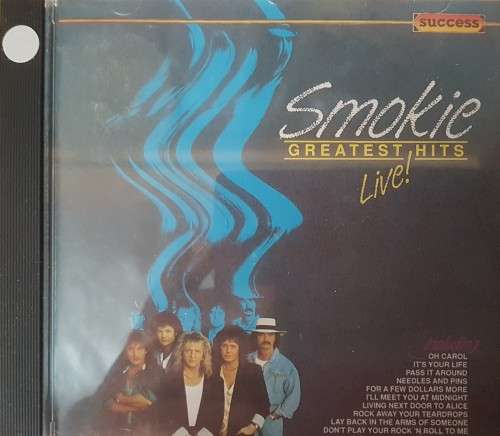 success
Smokie
GREATEST HITS
Live!
including
OH CAROL
IT'S YOUR LIFE
PASS IT AROUND
NEEDLES AND PINS
FOR A FEW DOLLARS MORE
I'LL MEET YOU AT MIDNIGHT
LIVING NEXT DOOR TO ALICE
ROCK AWAY YOUR TEARDROPS
LAY BACK IN THE ARMS OF SOMEONE
DON'T PLAY YOUR ROCK 'N ROLL TO ME